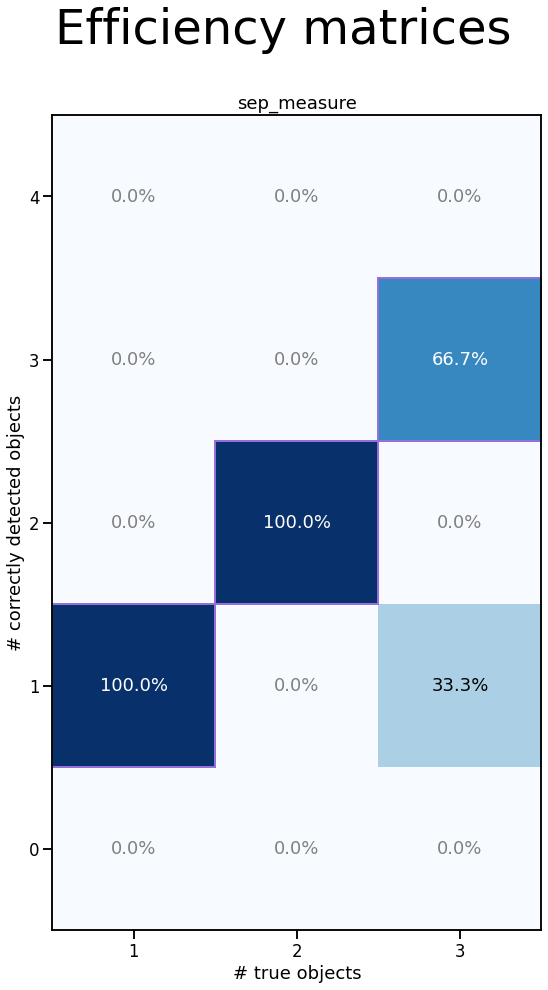 Efficiency matrices
sep_measure
# correctly detected objects
4
0.0% 0.0% 0.0%
3
0.0% 0.0% 66.7%
2
0.0% 100.0% 0.0%
1
100.0% 0.0% 33.3%
0
0.0% 0.0% 0.0%
1 2 3
# true objects